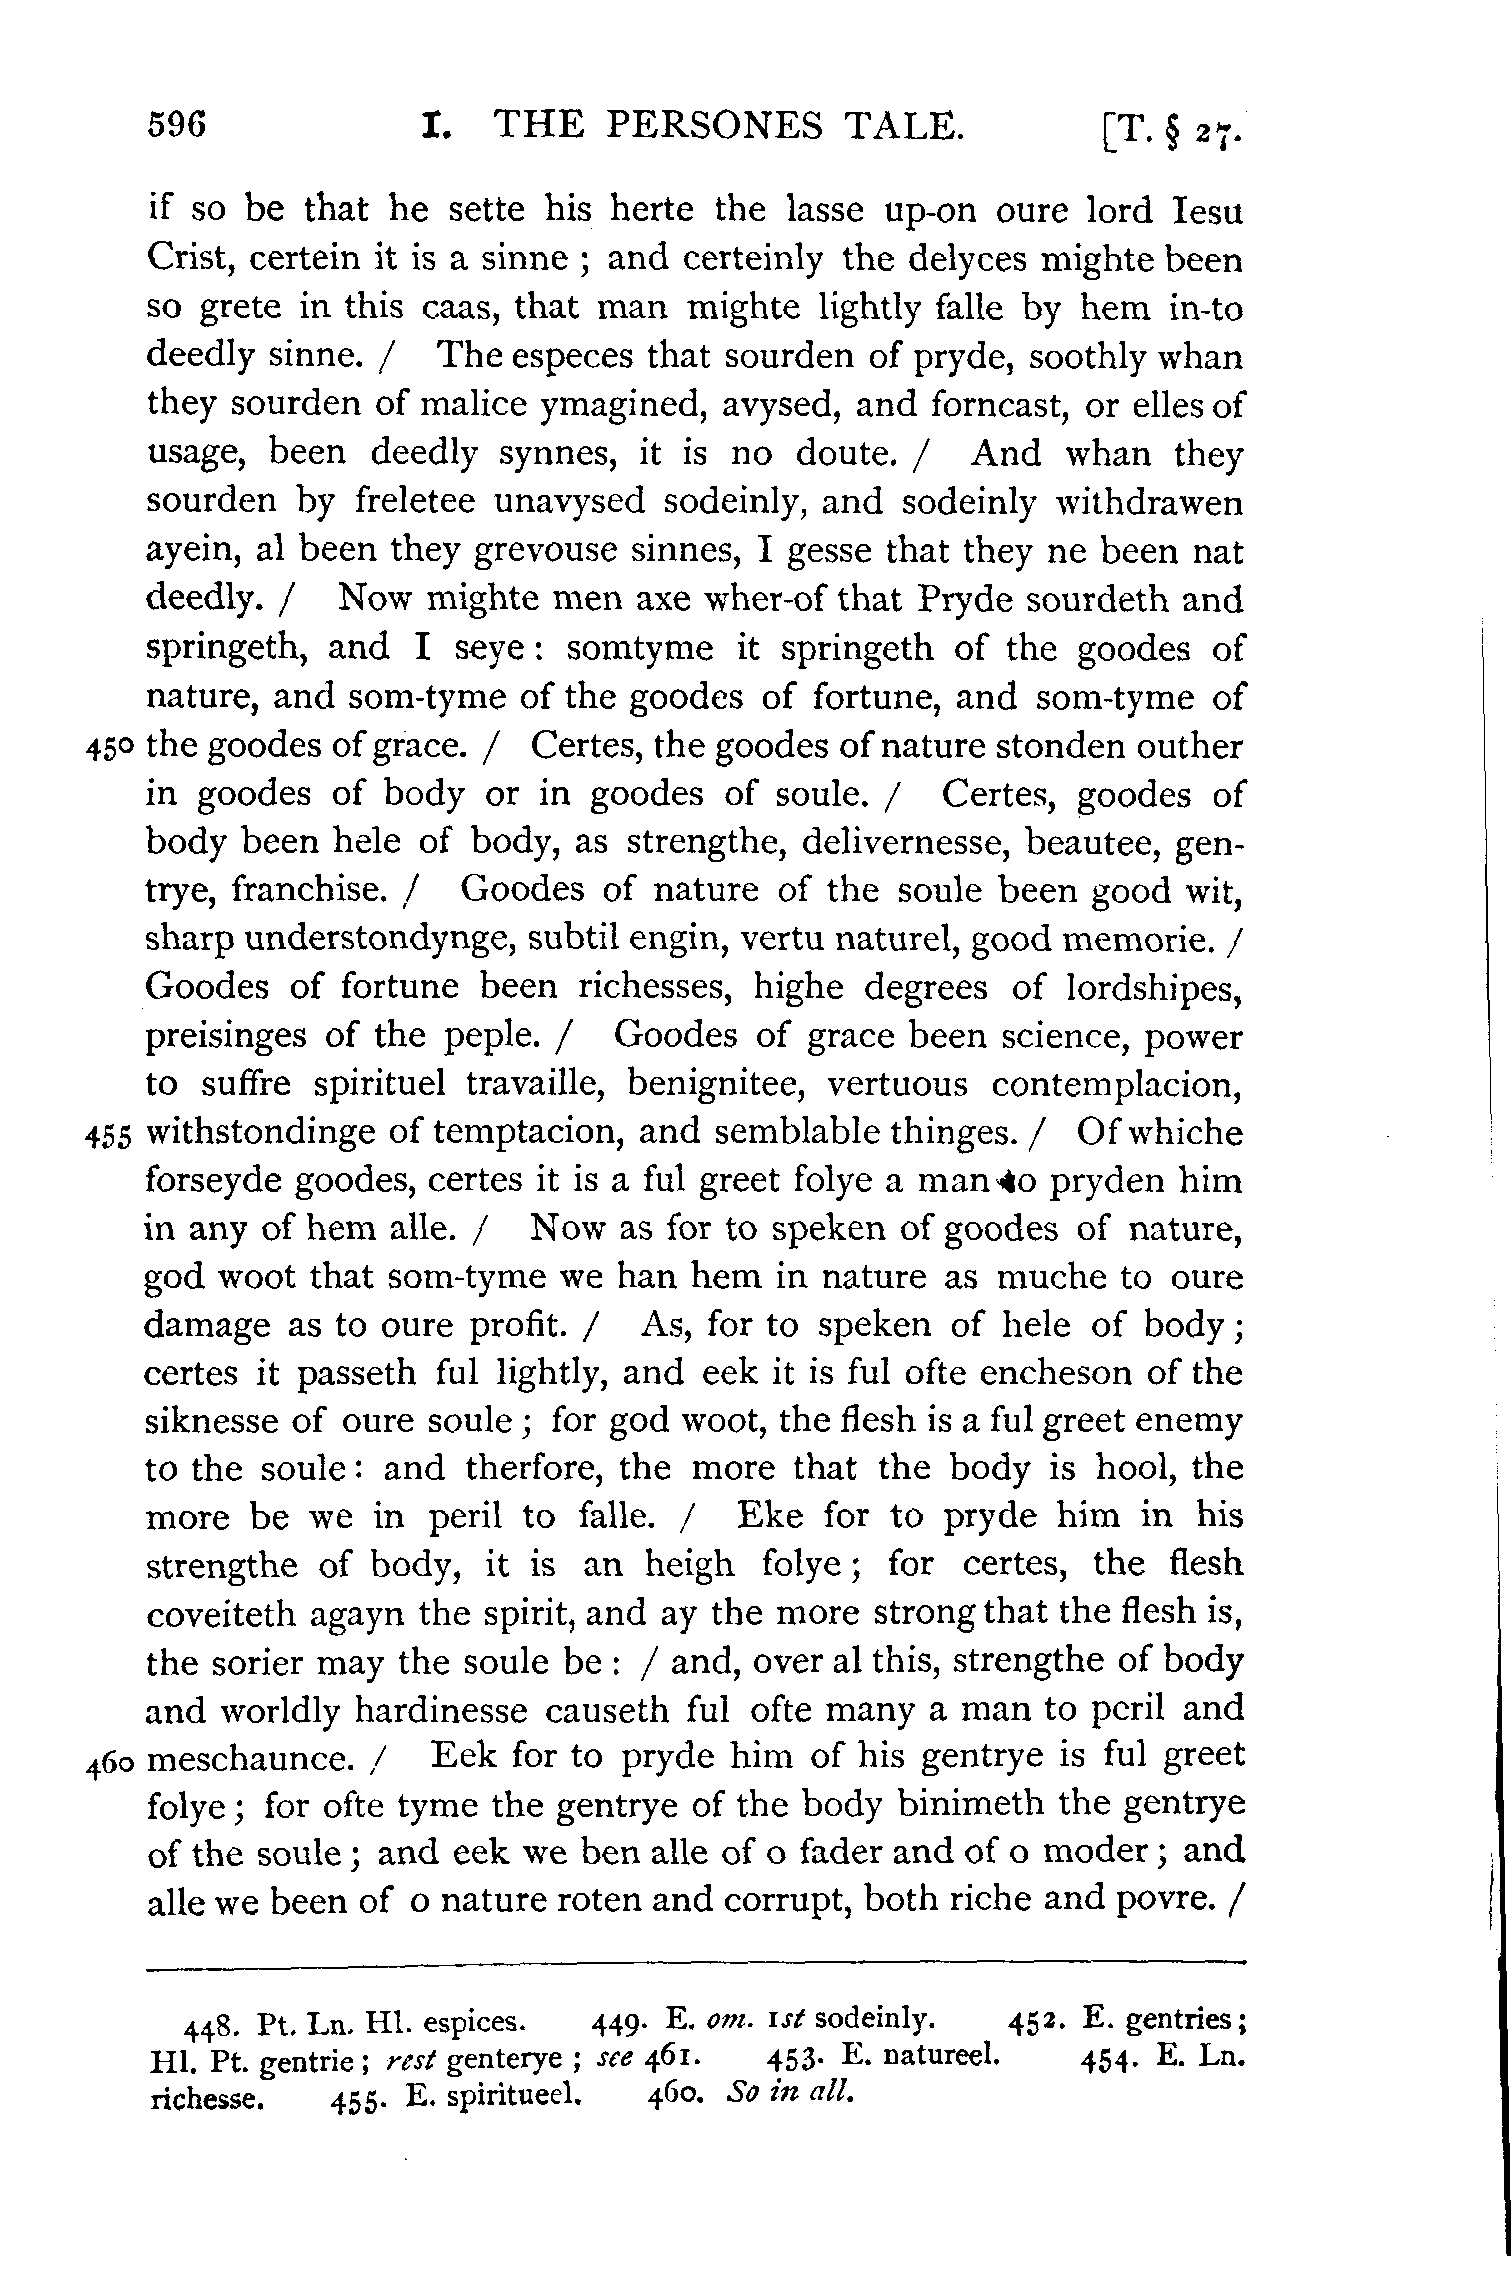 596 I. THE PERSONES TALE. [T. § 27.
if so be that he sette his herte the lasse up-on oure lord Iesu
Crist, certein it is a sinne ; and certeinly the delyces mighte been
so grete in this caas, that man mighte lightly falle by hem in-to
deedly sinne. / The especes that sourden of pryde, soothly whan
they sourden of malice ymagined, avysed, and forncast, or elles of
usage, been deedly synnes, it is no doute. / And whan they
sourden by freletee unavysed sodeinly, and sodeinly withdrawen
ayein, al been they grevouse sinnes, I gesse that they ne been nat
deedly. / Now mighte men axe wher-of that Pryde sourdeth and
springeth, and I seye : somtyme it springeth of the goodes of
nature, and som-tyme of the goodes of fortune, and som-tyme of
450 the goodes of grace. / Certes, the goodes of nature stonden outher
in goodes of body or in goodes of soule. / Certes, goodes of
body been hele of body, as strengthe, delivernesse, beautee, gen-
trye, franchise. / Goodes of nature of the soule been good wit,
sharp understondynge, subtil engin, vertu naturel, good memorie. /
Goodes of fortune been richesses, highe degrees of lordshipes,
preisinges of the peple. / Goodes of grace been science, power
to suffre spirituel travaille, benignitee, vertuous contemplacion,
455 withstondinge of temptacion, and semblable thinges. / Of whiche
forseyde goodes, certes it is a ful greet folye a man to pryden him
in any of hem alle. / Now as for to speken of goodes of nature,
god woot that som-tyme we han hem in nature as muche to oure
damage as to oure profit. / As, for to speken of hele of body ;
certes it passeth ful lightly, and eek it is ful ofte encheson of the
siknesse of oure soule ; for god woot, the flesh is a ful greet enemy
to the soule : and therfore, the more that the body is hool, the
more be we in peril to falle. / Eke for to pryde him in his
strengthe of body, it is an heigh folye ; for certes, the flesh
coveiteth agayn the spirit, and ay the more strong that the flesh is,
the sorier may the soule be : / and, over al this, strengthe of body
and worldly hardinesse causeth ful ofte many a man to peril and
460 meschaunce. / Eek for to pryde him of his gentrye is ful greet
folye ; for ofte tyme the gentrye of the body binimeth the gentrye
of the soule ; and eek we ben alle of o fader and of o moder ; and
alle we been of o nature roten and corrupt, both riche and povre. /
448. Pt. Ln. Hl. espices. 449. E. om. 1st sodeinly. 452. E. gentries ;
Hl. Pt. gentrie ; rest genterye ; see 461. 453. E. natureel. 454. E. Ln.
richesse. 455. E. spiritueel. 460. So in all.